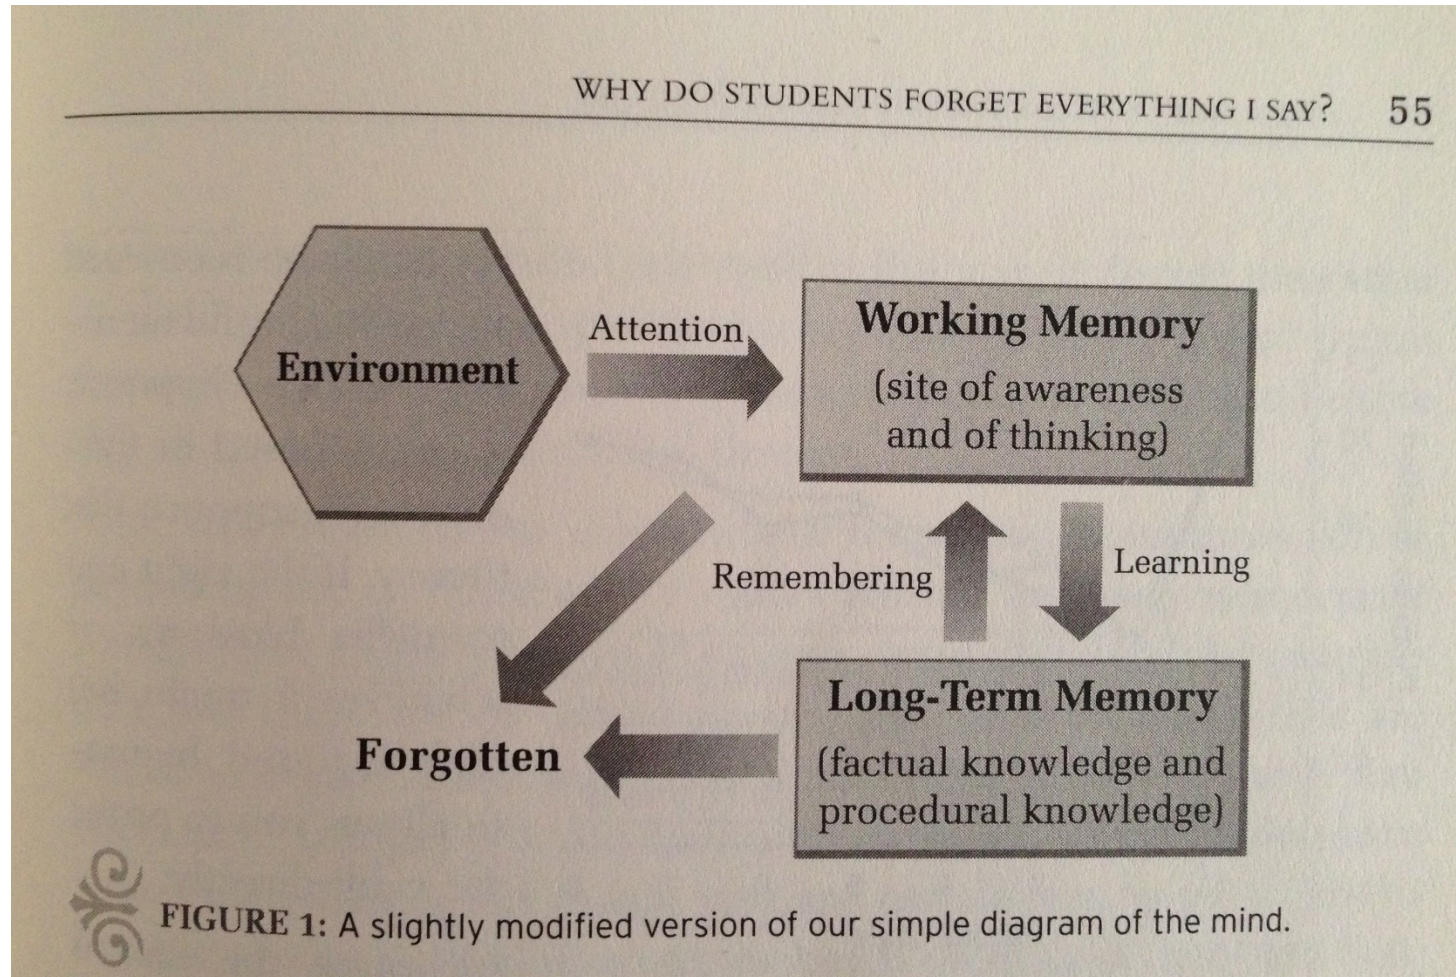 WHY DO STUDENTS FORGET EVERYTHING I SAY? 55
Environment
Attention
Working Memory
(site of awareness
and of thinking)
Remembering
Learning
Forgotten
Long-Term Memory
(factual knowledge and
procedural knowledge)
FIGURE 1: A slightly modified version of our simple diagram of the mind.